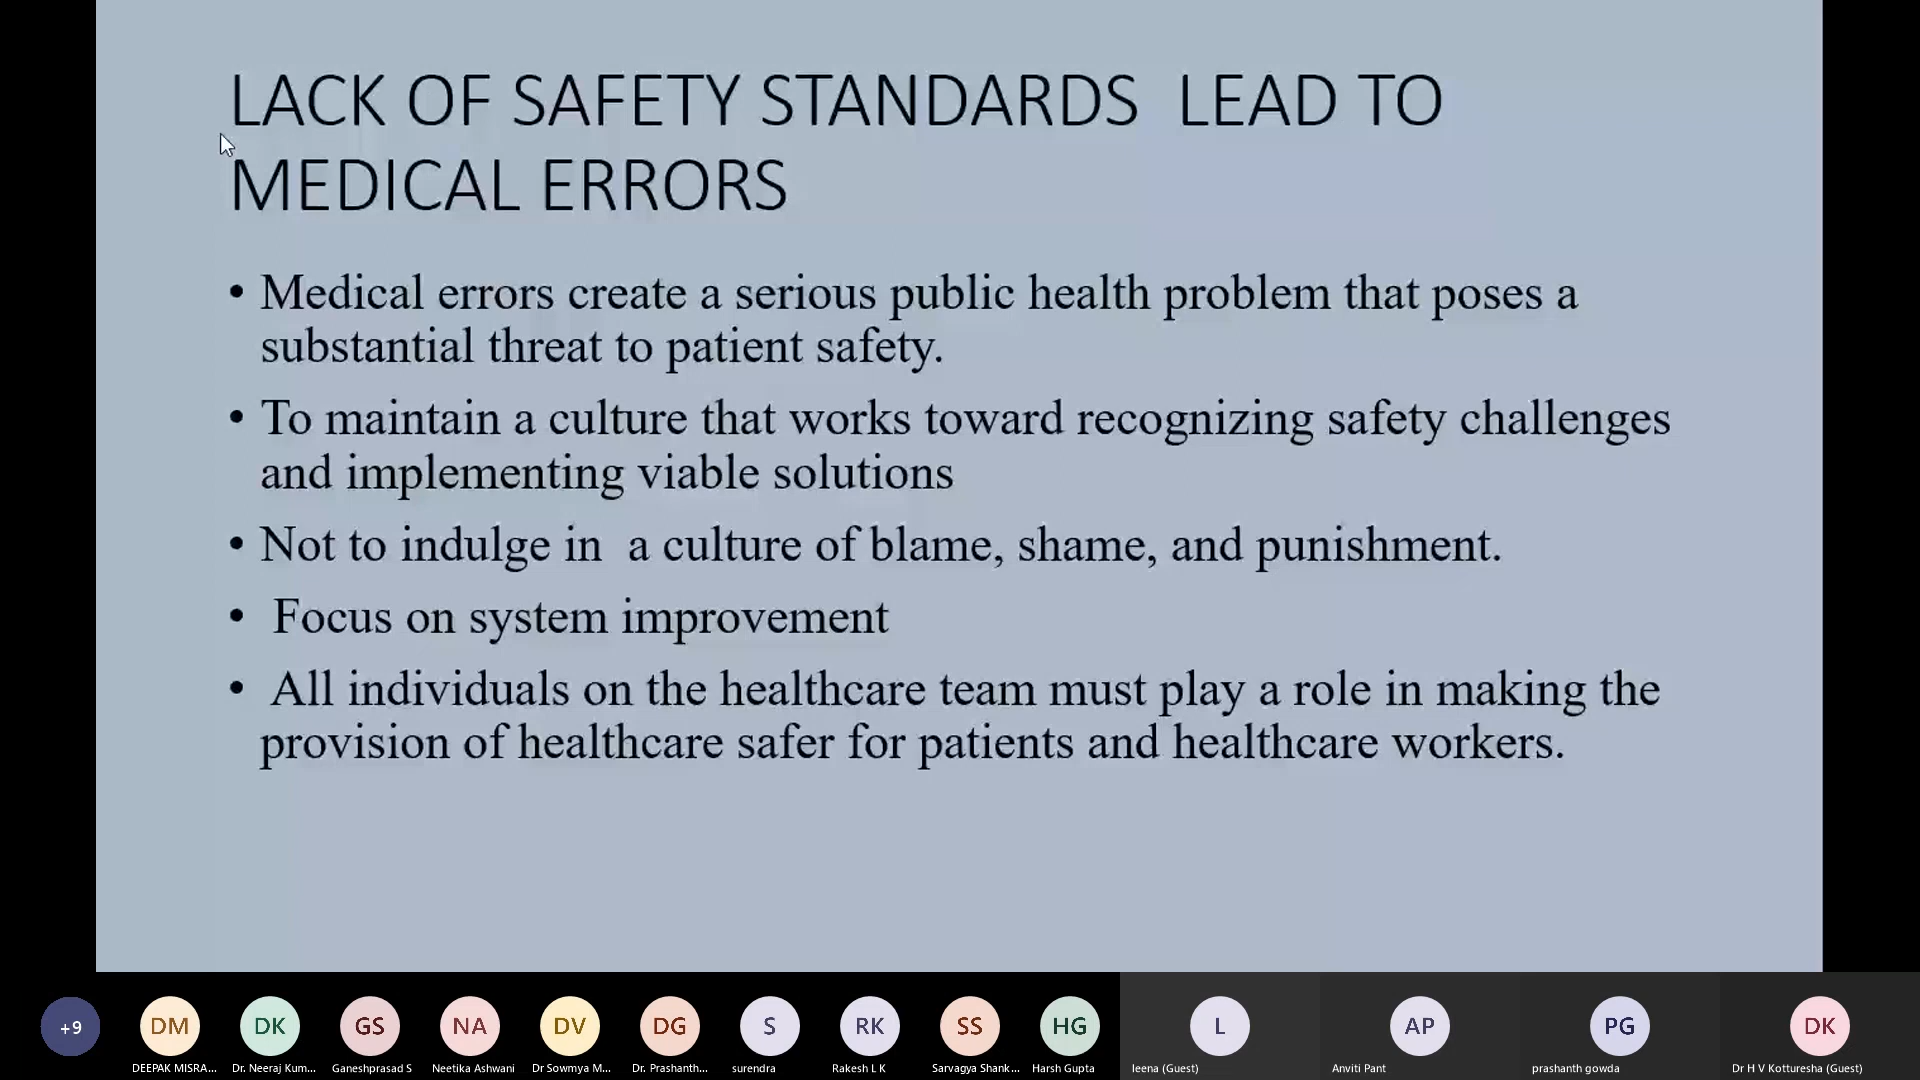 LACK OF SAFETY STANDARDS  LEAD TO
MEDICAL ERRORS
• Medical errors create a serious public health problem that poses a
substantial threat to patient safety.
• To maintain a culture that works toward recognizing safety challenges
and implementing viable solutions
• Not to indulge in  a culture of blame, shame, and punishment.
•  Focus on system improvement
•  All individuals on the healthcare team must play a role in making the
provision of healthcare safer for patients and healthcare workers.
+9 DM DK GS NA DV DG S RK SS HG L AP PG DK
DEEPAK MISRA... Dr. Neeraj Kum... Ganeshprasad S Neetika Ashwani Dr Sowmya M... Dr. Prashanth... surendra Rakesh L K Sarvagya Shank... Harsh Gupta leena (Guest) Anviti Pant prashanth gowda Dr H V Kotturesha (Guest)